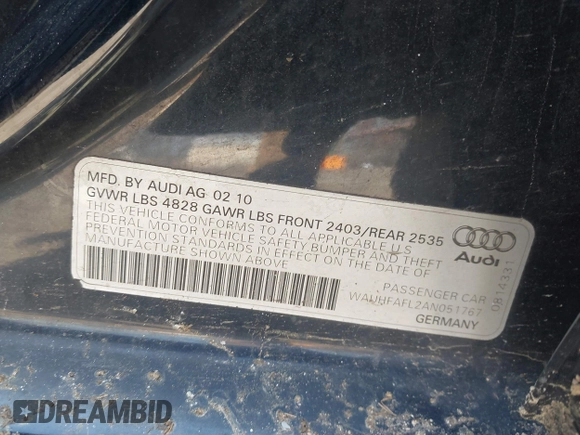 MFD. BY AUDI AG 02 10
GVWR LBS 4828 GAWR LBS FRONT 2403/REAR 2535
THIS VEHICLE CONFORMS TO ALL APPLICABLE U.S
FEDERAL MOTOR VEHICLE SAFETY, BUMPER AND THEFT
PREVENTION STANDARDS IN EFFECT ON THE DATE OF
MANUFACTURE SHOWN ABOVE
Audi
PASSENGER CAR
WAUHFAFL2AN051767
GERMANY
0814331
DREAMBID